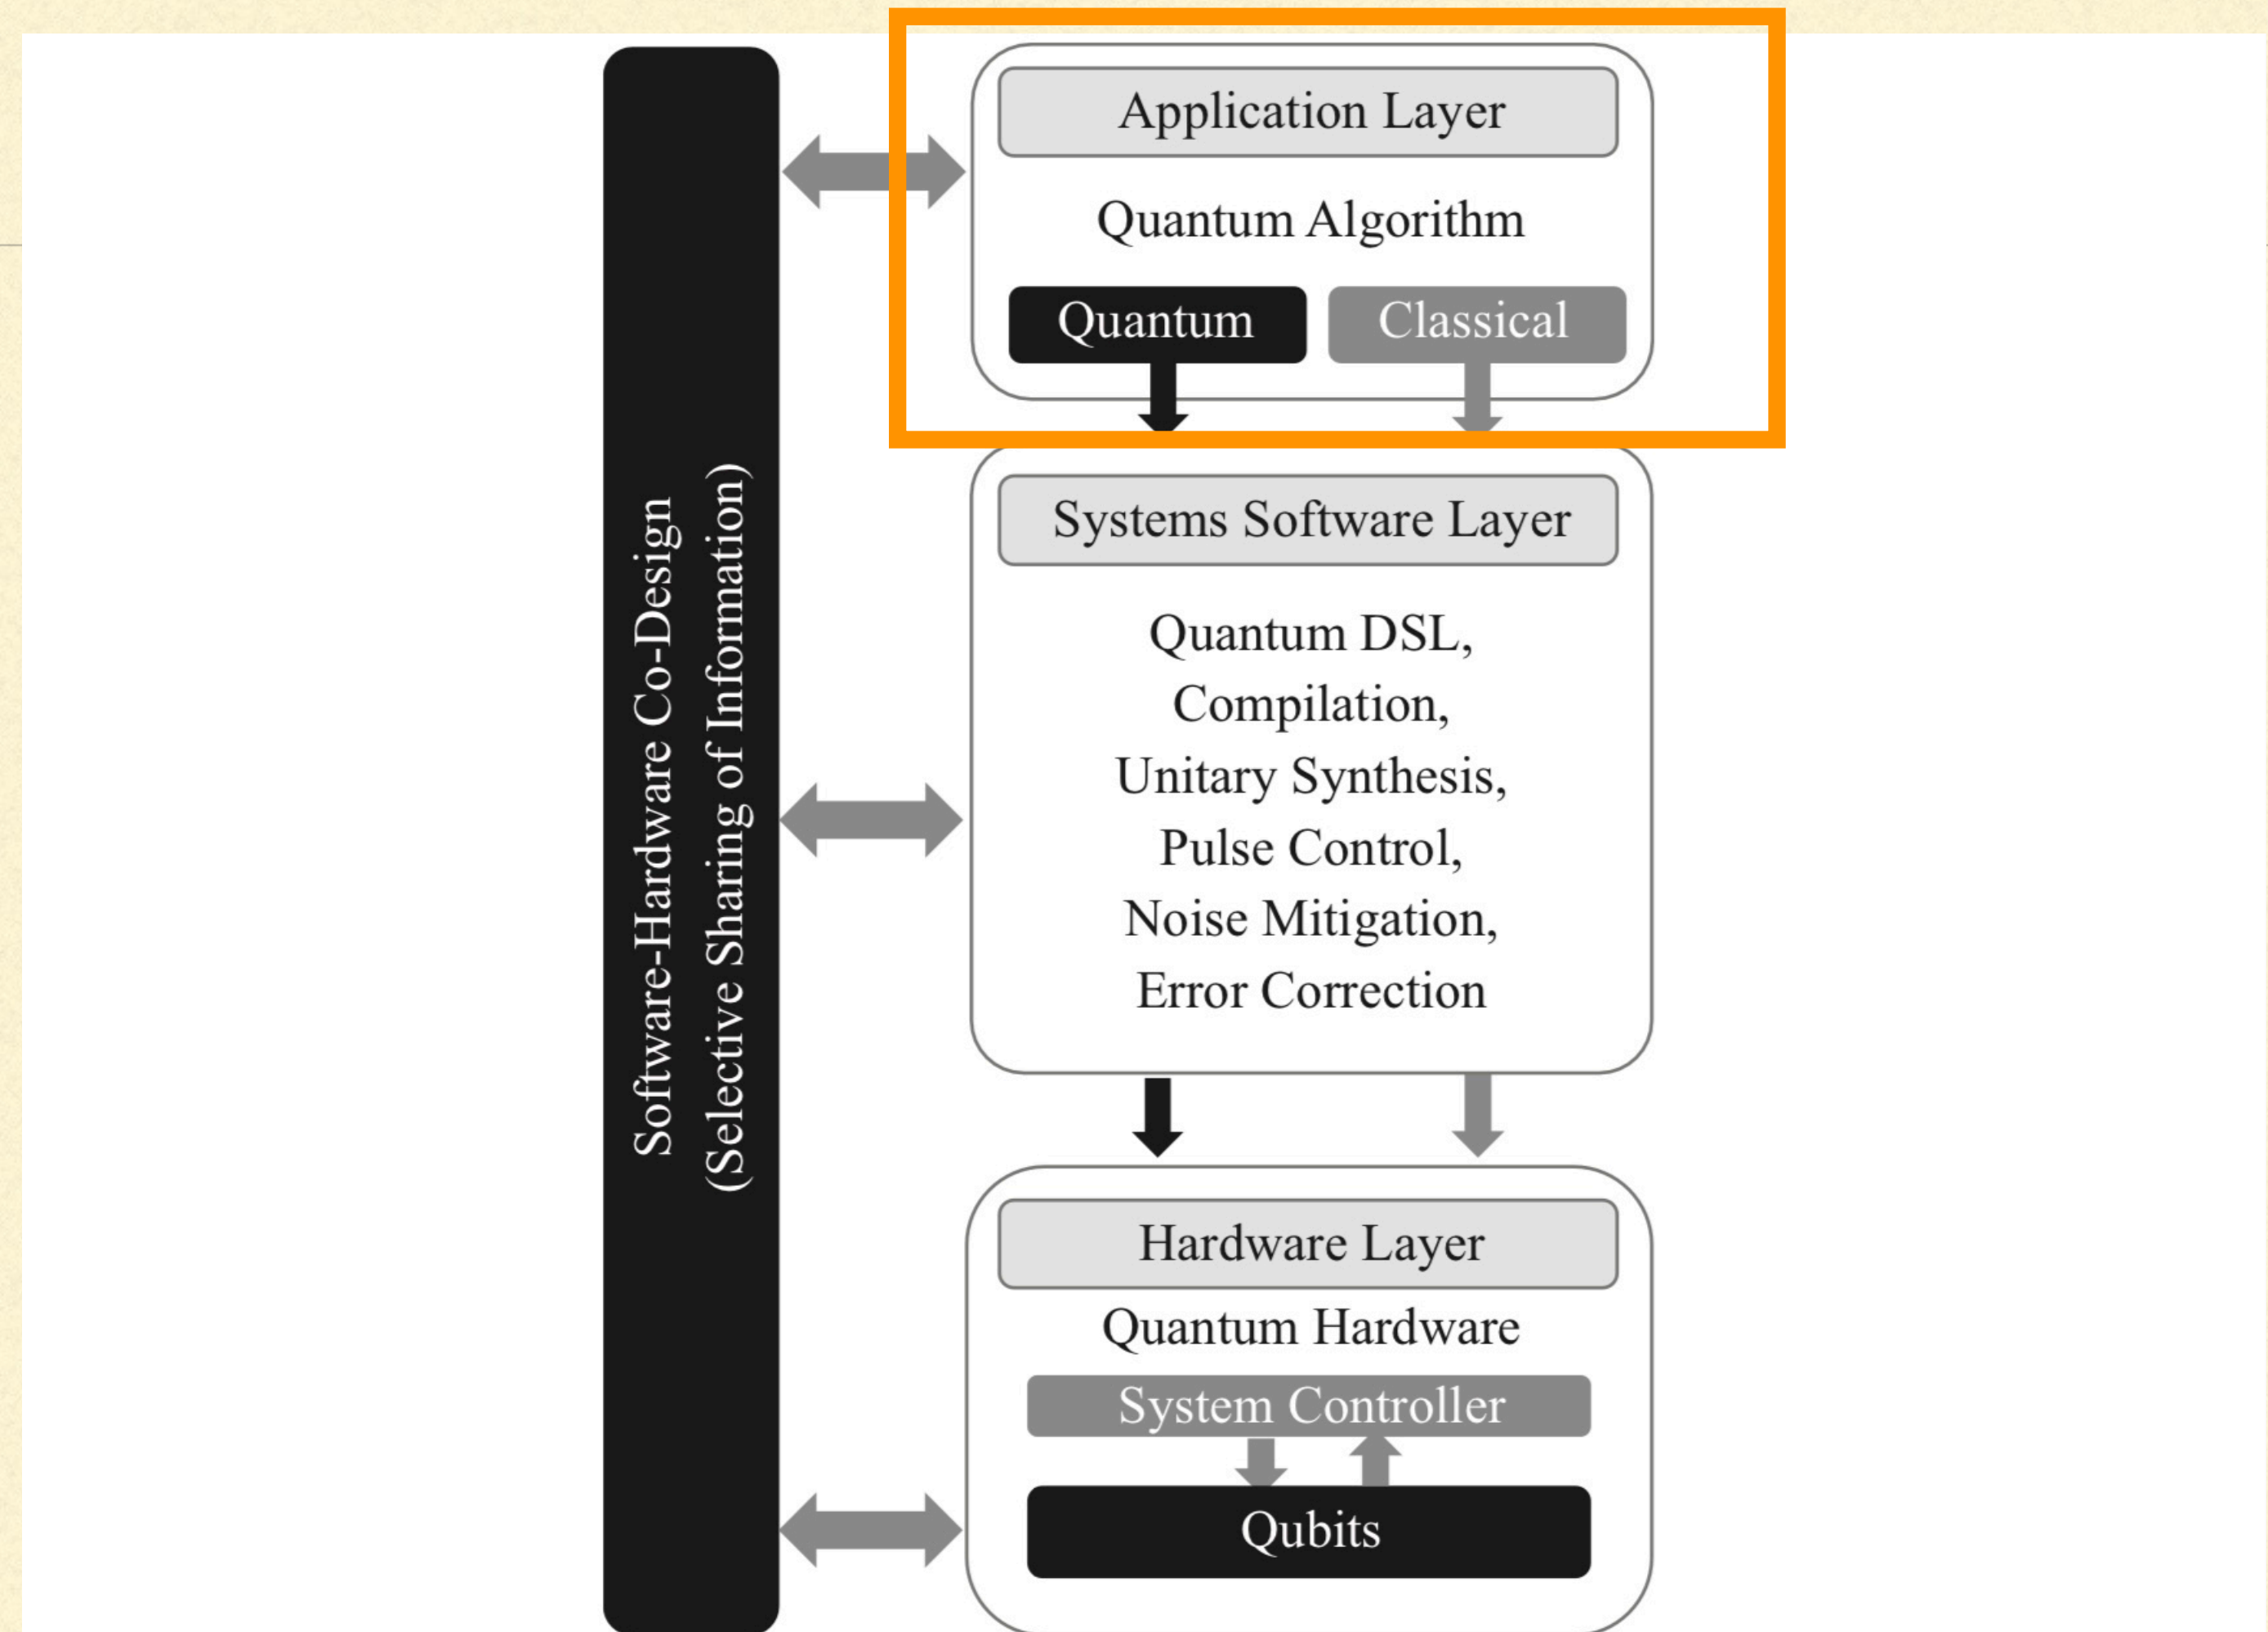 Software-Hardware Co-Design
(Selective Sharing of Information)
Application Layer
Quantum Algorithm
Quantum
Classical
Systems Software Layer
Quantum DSL,
Compilation,
Unitary Synthesis,
Pulse Control,
Noise Mitigation,
Error Correction
Hardware Layer
Quantum Hardware
System Controller
Qubits